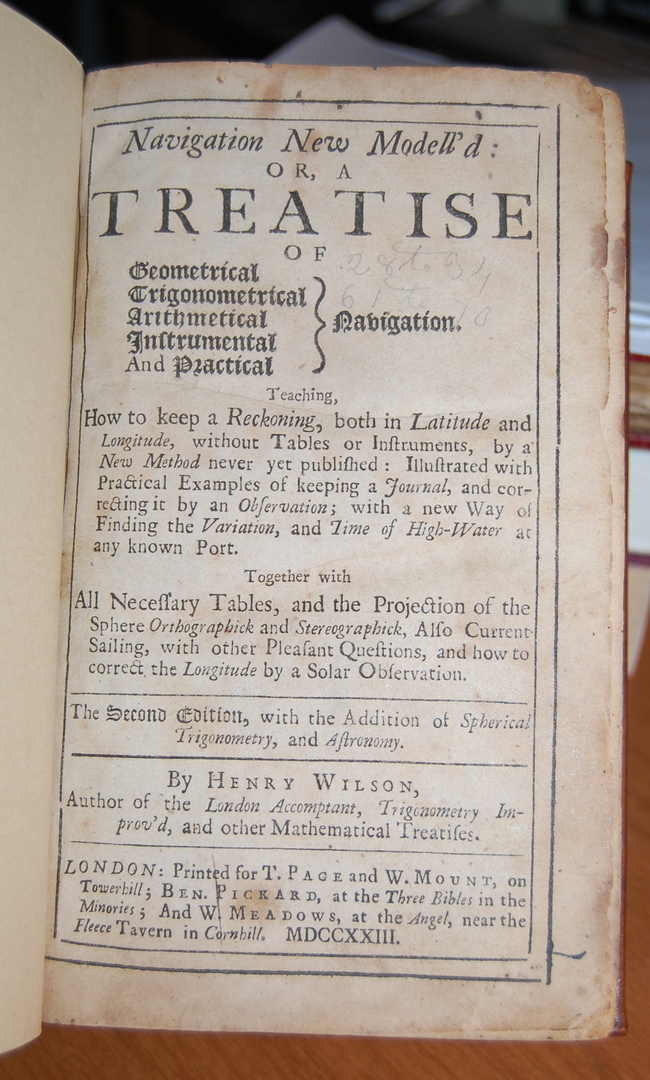 Navigation New Modell'd:
OR, A
TREATISE
OF
Geometrical
Trigonometrical
Arithmetical
Inſtrumental
And Practical
Navigation.
Teaching,
How to keep a Reckoning, both in Latitude and
Longitude, without Tables or Inſtruments, by a
New Method never yet publiſhed: Illuſtrated with
Practical Examples of keeping a Journal, and cor-
recting it by an Obſervation; with a new Way of
Finding the Variation, and Time of High-Water at
any known Port.
Together with
All Neceſſary Tables, and the Projection of the
Sphere Orthographick and Stereographick, Alſo Current-
Sailing, with other Pleaſant Queſtions, and how to
correct the Longitude by a Solar Obſervation.
The Second Edition, with the Addition of Spherical
Trigonometry, and Aſtronomy.
By HENRY WILSON,
Author of the London Accomptant, Trigonometry Im-
prov'd, and other Mathematical Treatiſes.
LONDON: Printed for T. PAGE and W. MOUNT, on
Towerhill; BEN. PICKARD, at the Three Bibles in the
Minories; And W. MEADOWS, at the Angel, near the
Fleece Tavern in Cornhill. MDCCXXIII.